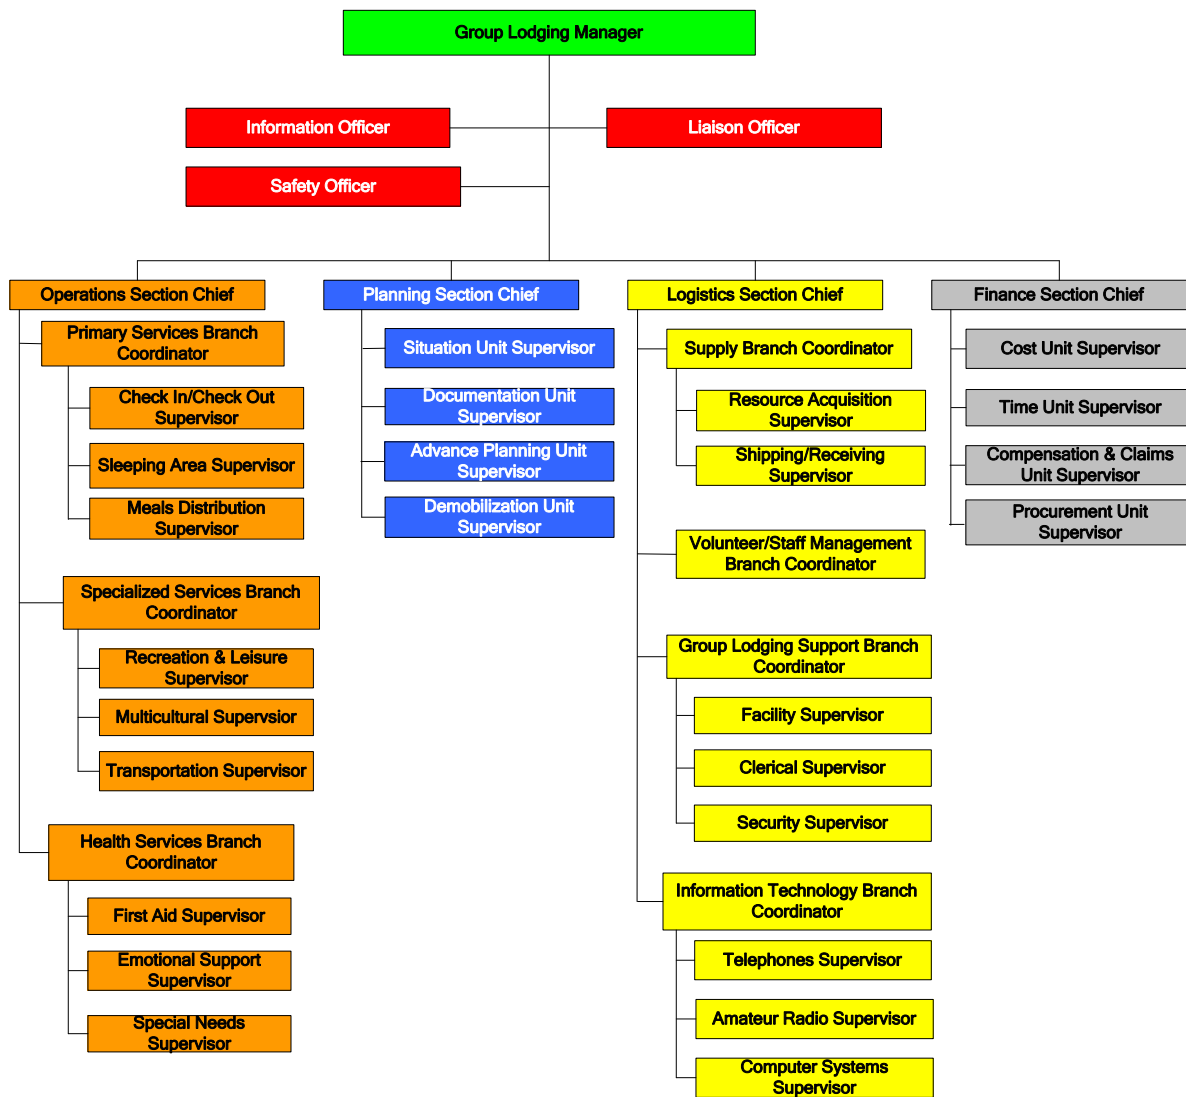 Group Lodging Manager
Information Officer
Liaison Officer
Safety Officer
Operations Section Chief
Primary Services Branch
Coordinator
Check In/Check Out
Supervisor
Sleeping Area Supervisor
Meals Distribution
Supervisor
Specialized Services Branch
Coordinator
Recreation & Leisure
Supervisor
Multicultural Supervsior
Transportation Supervisor
Health Services Branch
Coordinator
First Aid Supervisor
Emotional Support
Supervisor
Special Needs
Supervisor
Planning Section Chief
Situation Unit Supervisor
Documentation Unit
Supervisor
Advance Planning Unit
Supervisor
Demobilization Unit
Supervisor
Logistics Section Chief
Supply Branch Coordinator
Resource Acquisition
Supervisor
Shipping/Receiving
Supervisor
Volunteer/Staff Management
Branch Coordinator
Group Lodging Support Branch
Coordinator
Facility Supervisor
Clerical Supervisor
Security Supervisor
Information Technology Branch
Coordinator
Telephones Supervisor
Amateur Radio Supervisor
Computer Systems
Supervisor
Finance Section Chief
Cost Unit Supervisor
Time Unit Supervisor
Compensation & Claims
Unit Supervisor
Procurement Unit
Supervisor